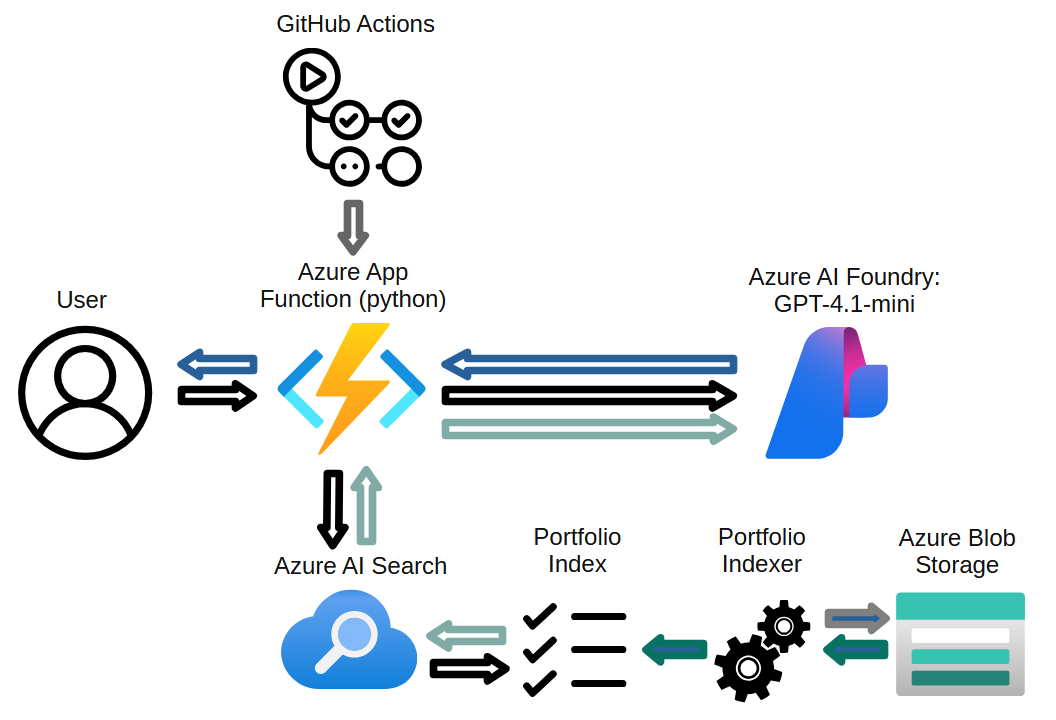 GitHub Actions
Azure App
Function (python)
User
Azure AI Foundry:
GPT-4.1-mini
Azure AI Search
Portfolio
Index
Portfolio
Indexer
Azure Blob
Storage